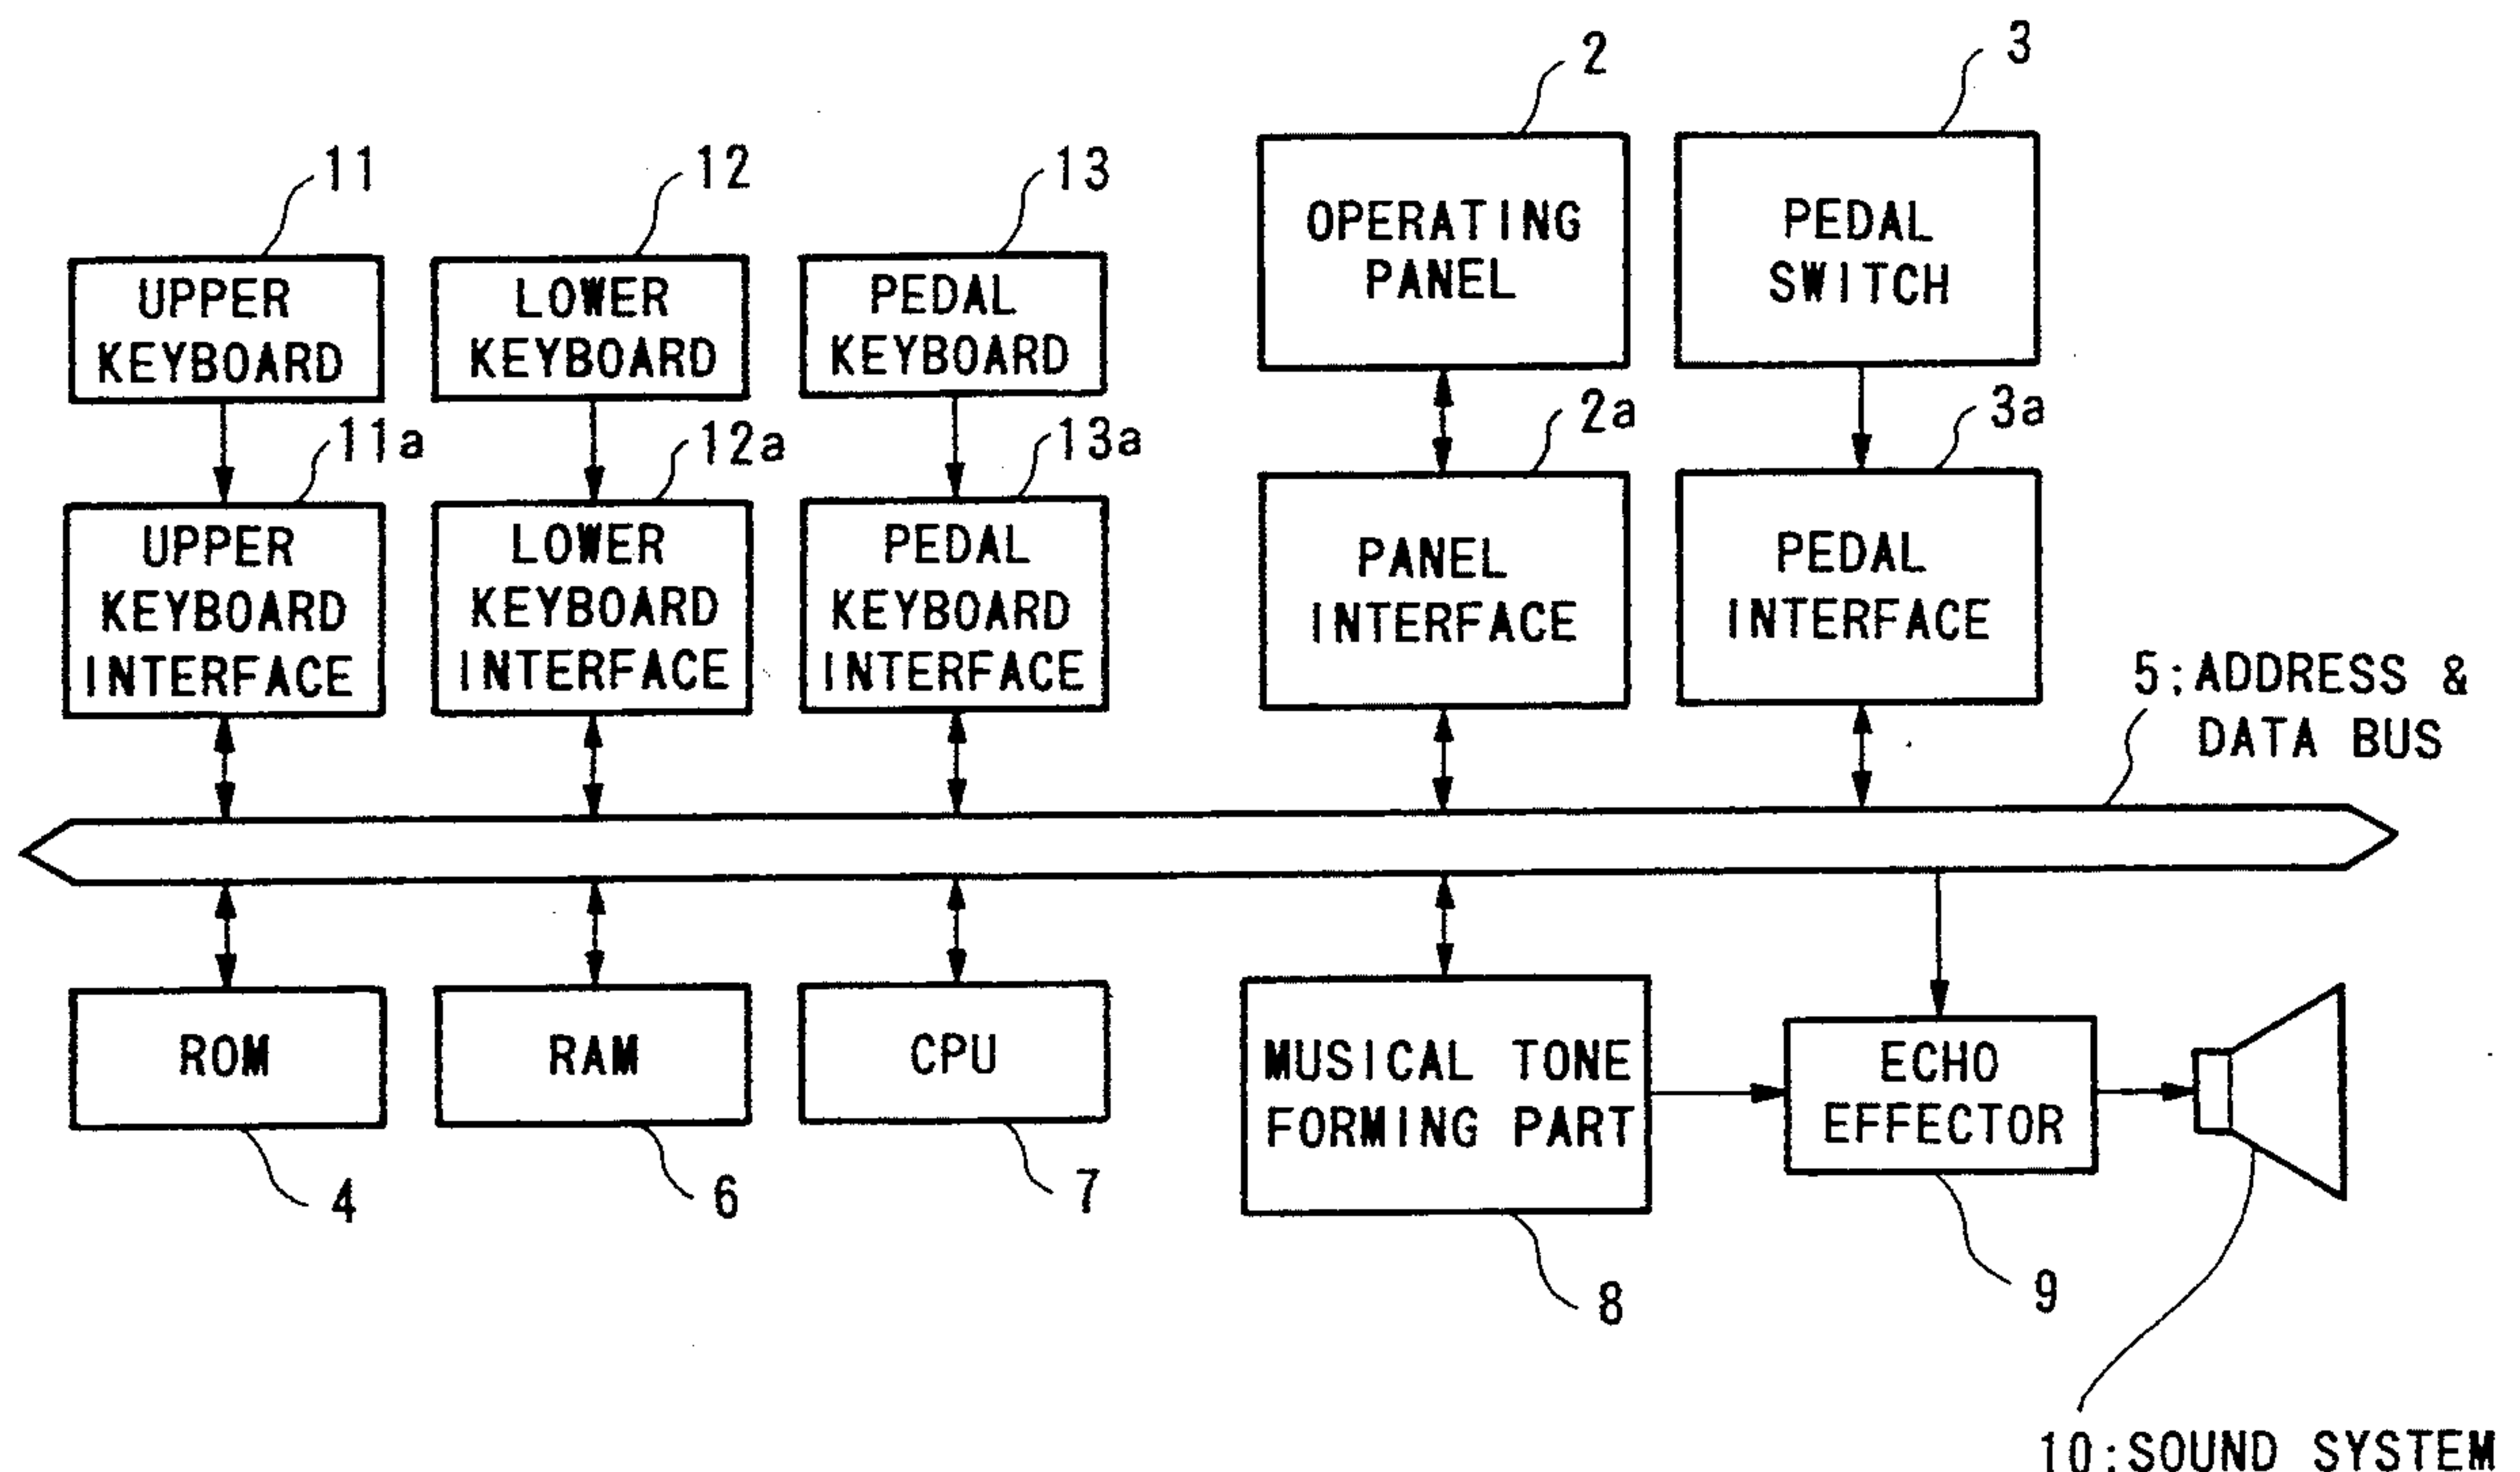 2
3
11
12
13
OPERATING
PANEL
PEDAL
SWITCH
UPPER
KEYBOARD
LOWER
KEYBOARD
PEDAL
KEYBOARD
11a
12a
13a
2a
3a
UPPER
KEYBOARD
INTERFACE
LOWER
KEYBOARD
INTERFACE
PEDAL
KEYBOARD
INTERFACE
PANEL
INTERFACE
PEDAL
INTERFACE
5:ADDRESS &
DATA BUS
ROM
RAM
CPU
MUSICAL TONE
FORMING PART
ECHO
EFFECTOR
4
6
7
8
9
10:SOUND SYSTEM